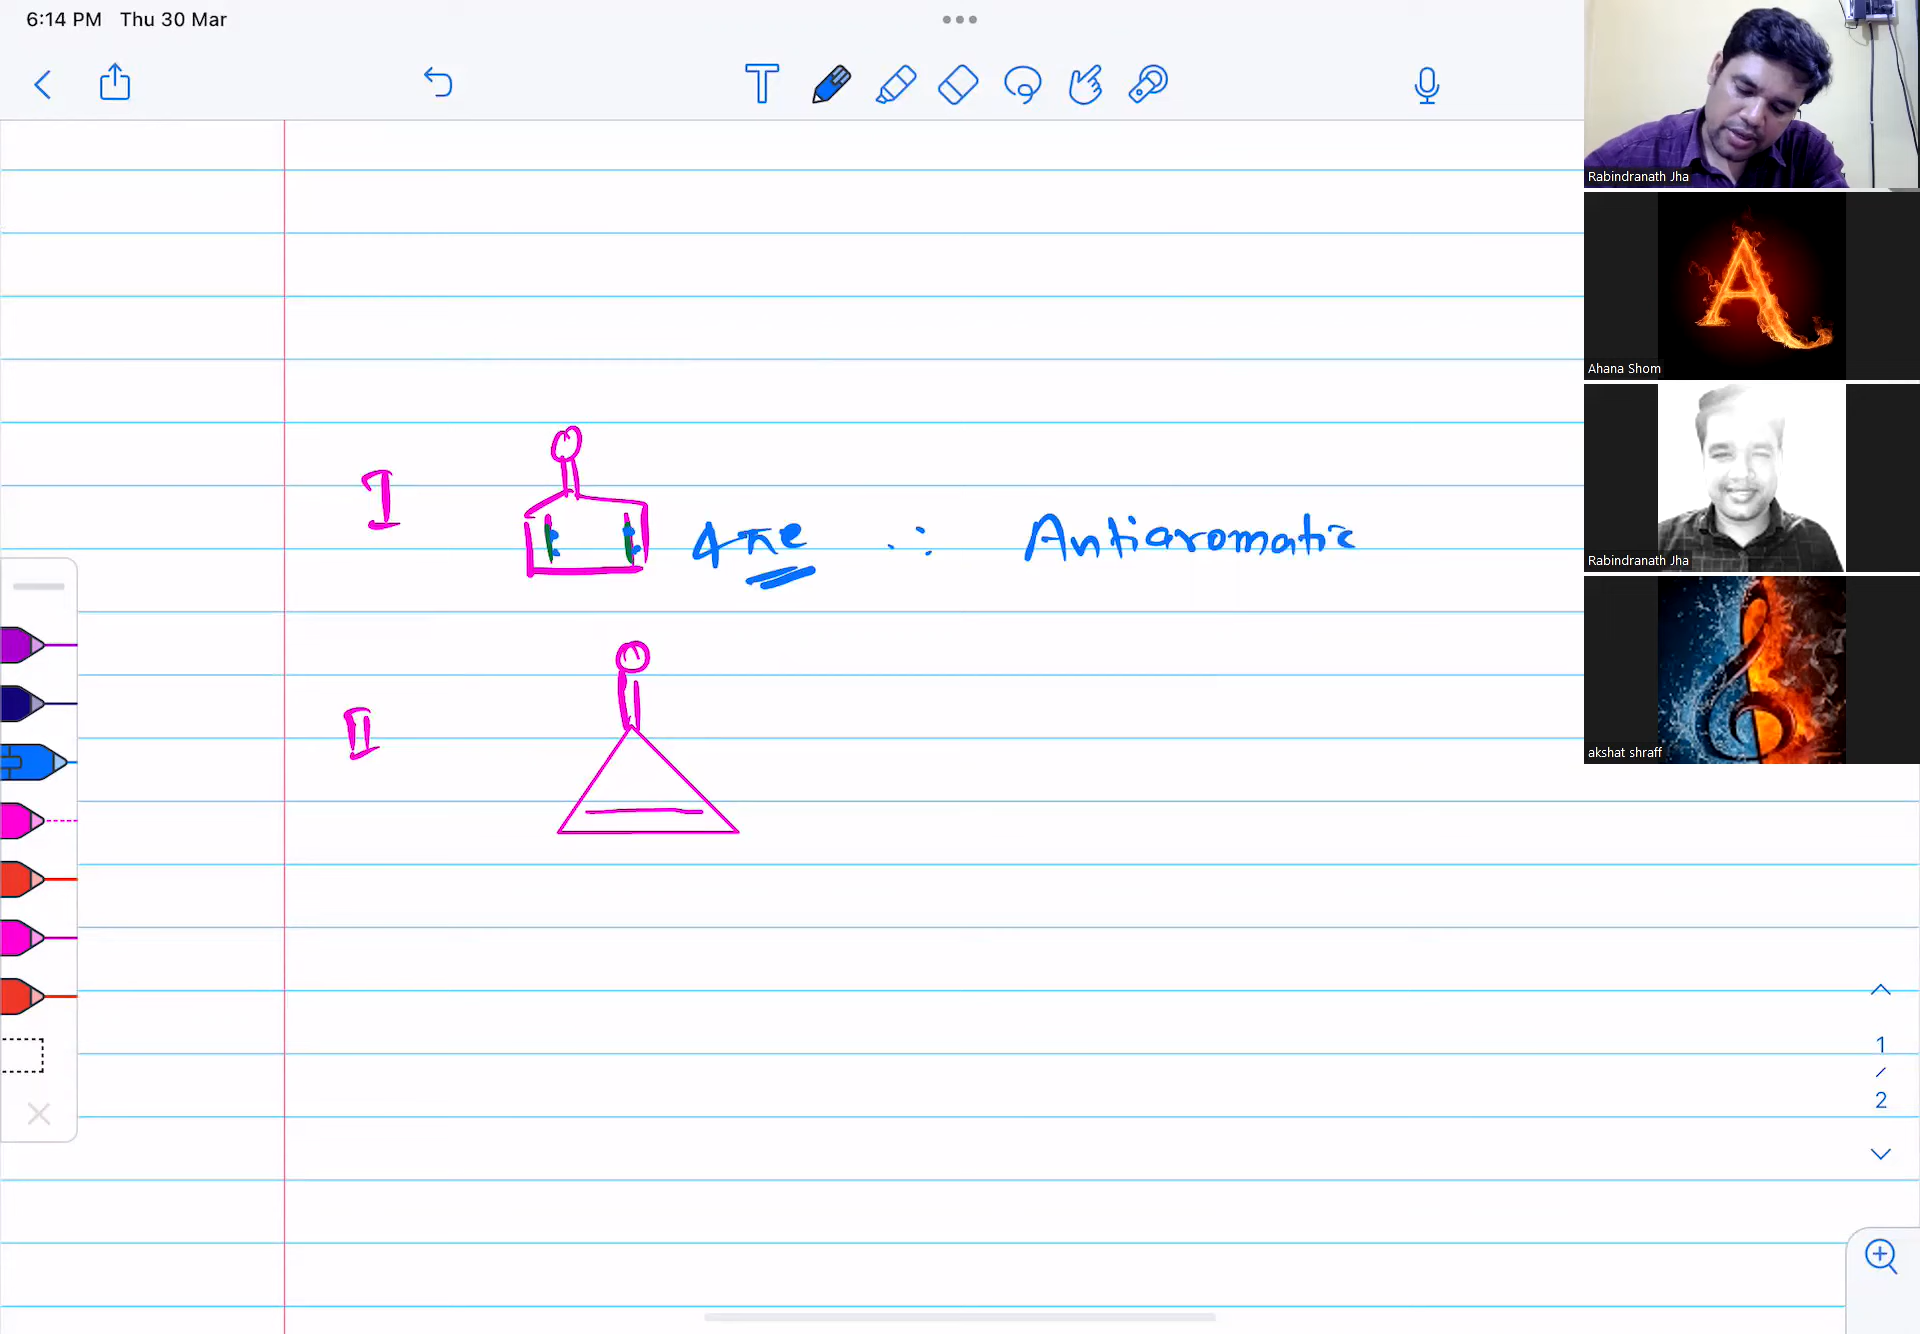 6:14 PM Thu 30 Mar
T
Rabindranath Jha
A
Ahana Shom
Rabindranath Jha
akshat shraff
I
O
4πe ∴ Antiaromatic
II
O
1
/
2